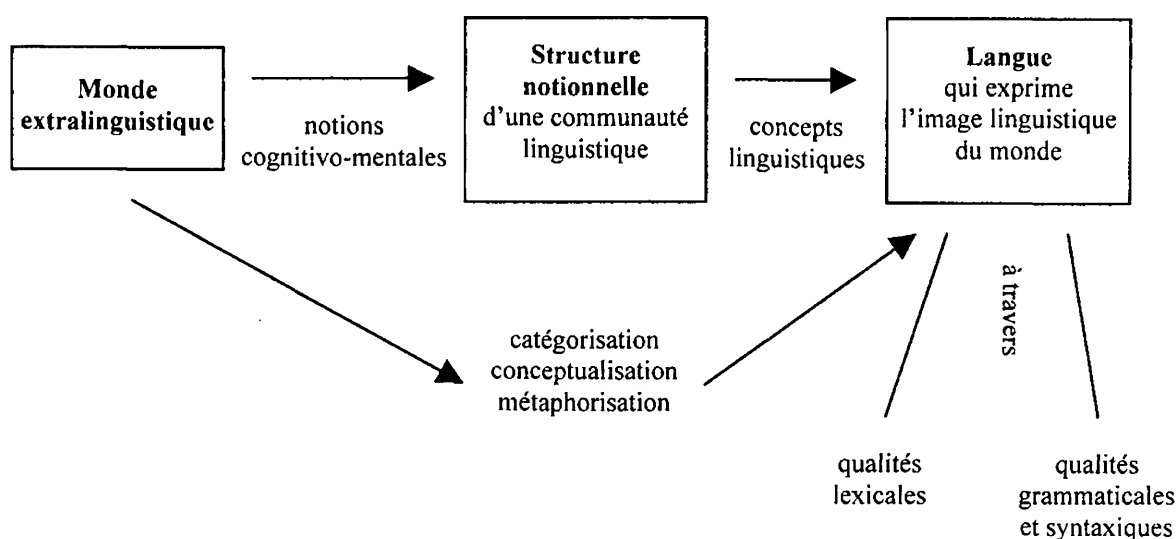 Monde
extralinguistique
notions
cognitivo-mentales
Structure
notionnelle
d'une communauté
linguistique
concepts
linguistiques
Langue
qui exprime
l'image linguistique
du monde
à travers
catégorisation
conceptualisation
métaphorisation
qualités
lexicales
qualités
grammaticales
et syntaxiques